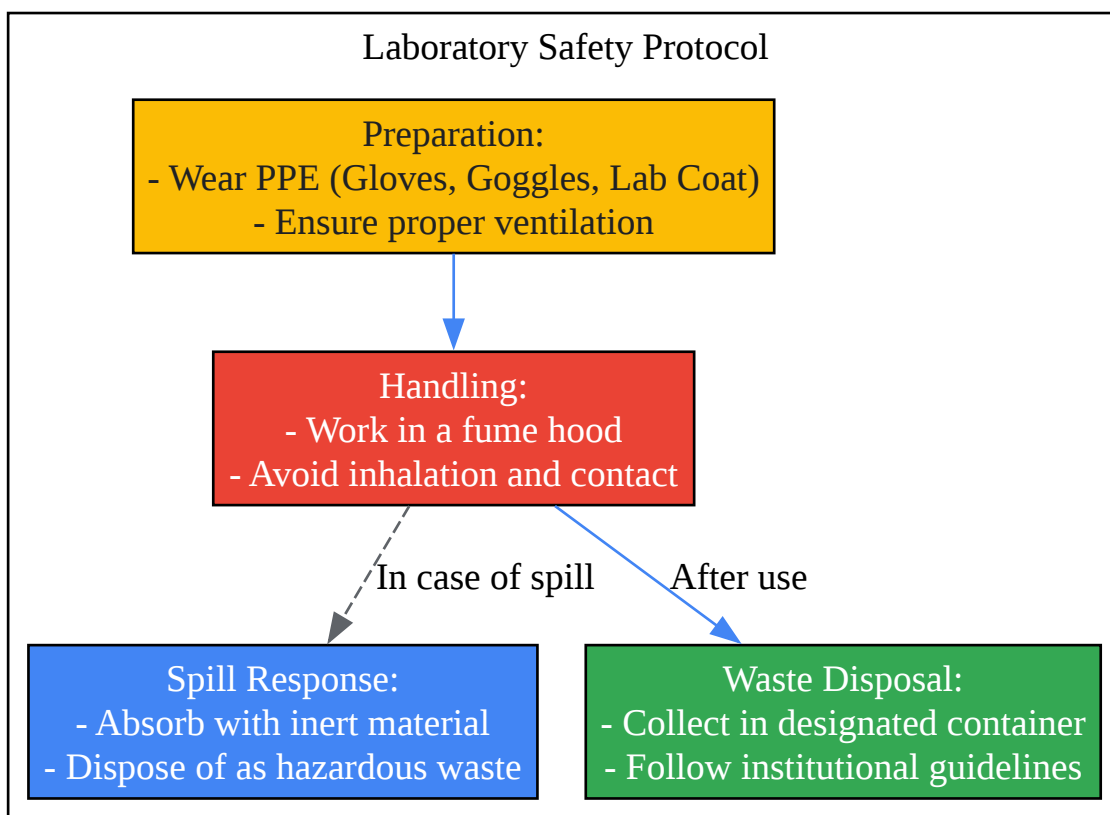 Laboratory Safety Protocol
Preparation:
- Wear PPE (Gloves, Goggles, Lab Coat)
- Ensure proper ventilation
Handling:
- Work in a fume hood
- Avoid inhalation and contact
In case of spill
After use
Spill Response:
- Absorb with inert material
- Dispose of as hazardous waste
Waste Disposal:
- Collect in designated container
- Follow institutional guidelines